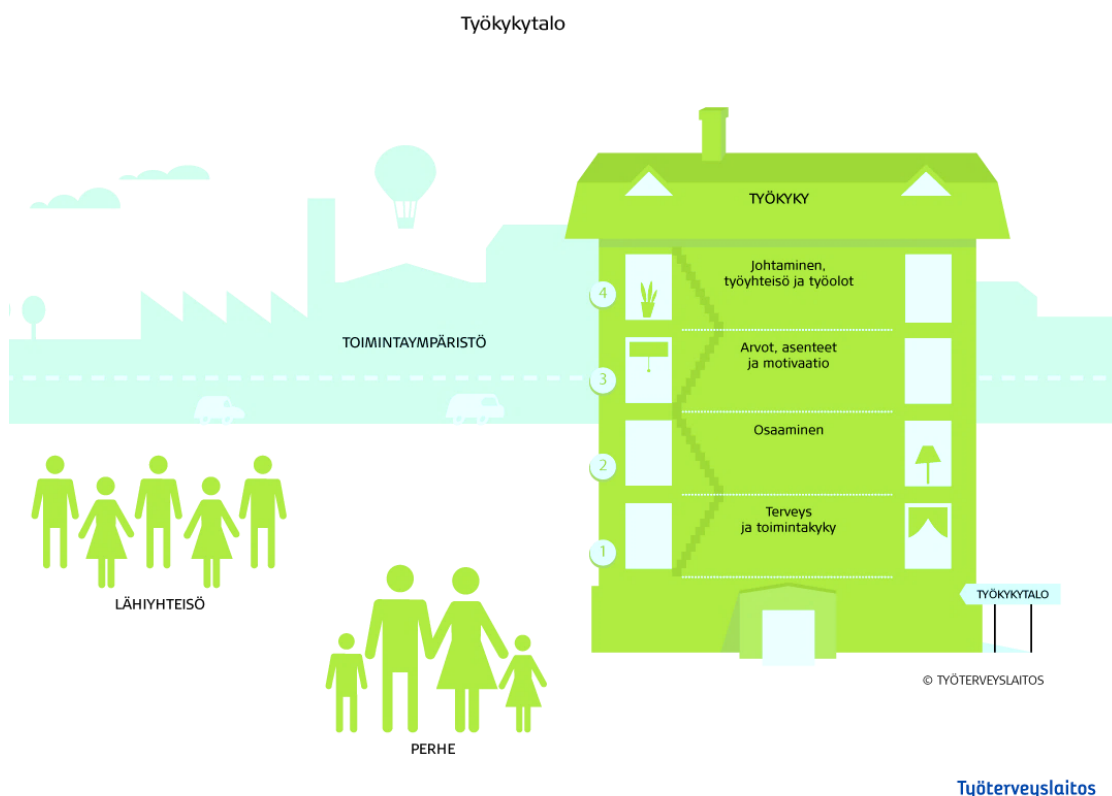 Työkykytalo
TYÖKYKY
Johtaminen,
työyhteisö ja työolot
4
TOIMINTAYMPÄRISTÖ
Arvot, asenteet
ja motivaatio
3
Osaaminen
2
Terveys
ja toimintakyky
1
TYÖKYKYTALO
LÄHIYHTEISÖ
© TYÖTERVEYSLAITOS
PERHE
Työterveyslaitos